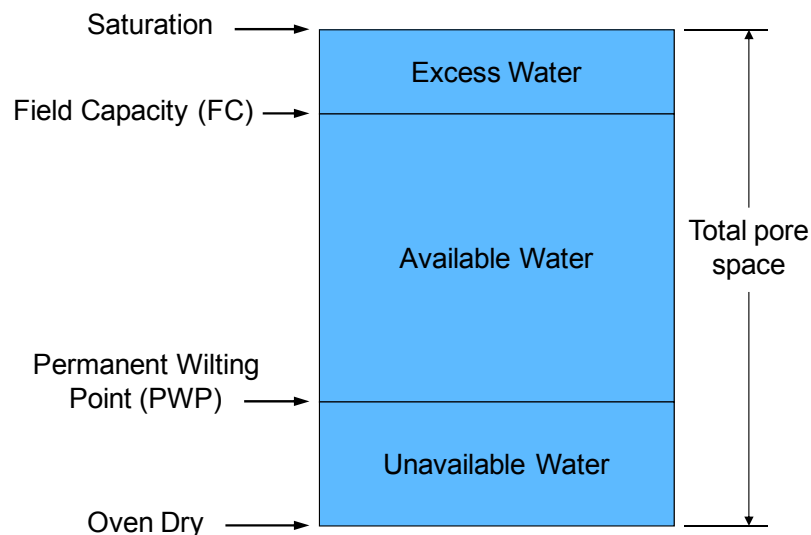 Saturation
Excess Water
Field Capacity (FC)
Available Water
Total pore
space
Permanent Wilting
Point (PWP)
Unavailable Water
Oven Dry